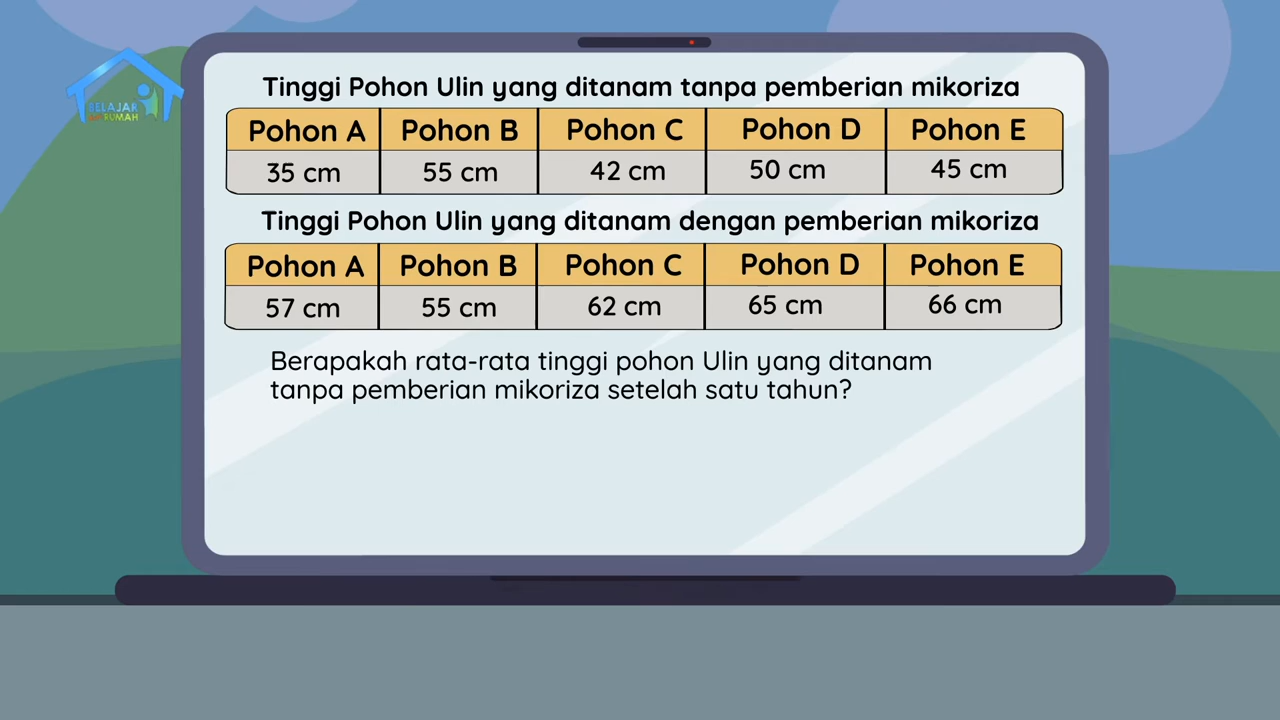 BELAJAR
DARI RUMAH
Tinggi Pohon Ulin yang ditanam tanpa pemberian mikoriza
Pohon A Pohon B Pohon C Pohon D Pohon E
35 cm 55 cm 42 cm 50 cm 45 cm
Tinggi Pohon Ulin yang ditanam dengan pemberian mikoriza
Pohon A Pohon B Pohon C Pohon D Pohon E
57 cm 55 cm 62 cm 65 cm 66 cm
Berapakah rata-rata tinggi pohon Ulin yang ditanam
tanpa pemberian mikoriza setelah satu tahun?